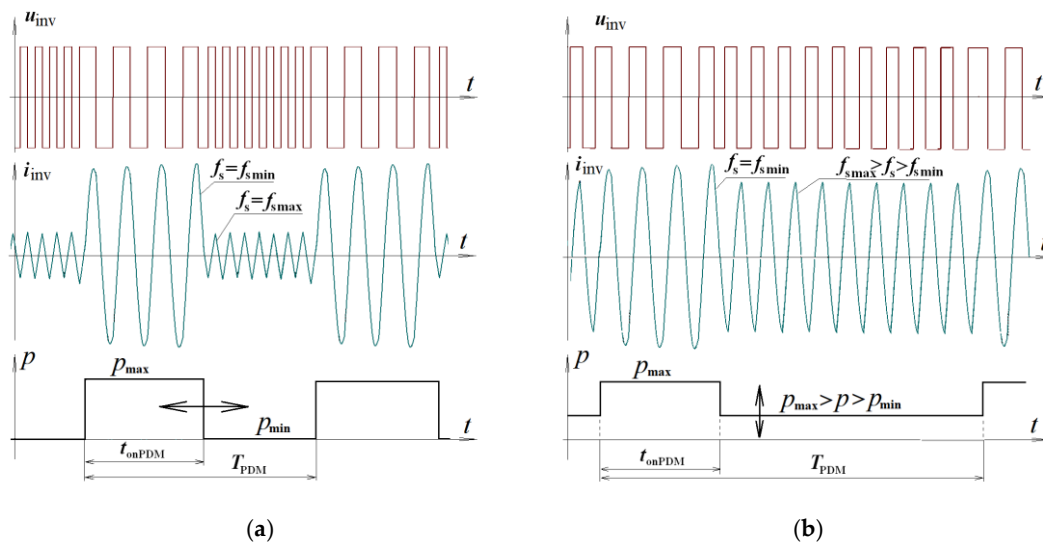 u_inv
t
i_inv
f_s=f_smin
f_s=f_smax
t
p
p_max
p_min
t
t_onPDM
T_PDM
(a)
u_inv
t
i_inv
f_s=f_smin
f_smax>f_s>f_smin
t
p
p_max
p_max>p>p_min
t
t_onPDM
T_PDM
(b)